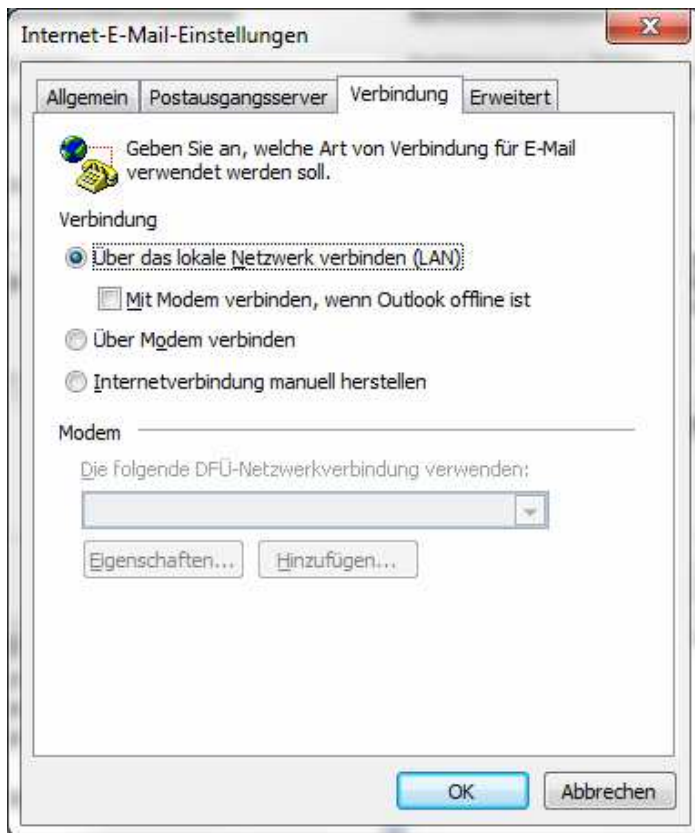 Internet-E-Mail-Einstellungen
Allgemein Postausgangsserver Verbindung Erweitert
Geben Sie an, welche Art von Verbindung für E-Mail
verwendet werden soll.
Verbindung
Über das lokale Netzwerk verbinden (LAN)
Mit Modem verbinden, wenn Outlook offline ist
Über Modem verbinden
Internetverbindung manuell herstellen
Modem
Die folgende DFÜ-Netzwerkverbindung verwenden:
Eigenschaften... Hinzufügen...
OK Abbrechen